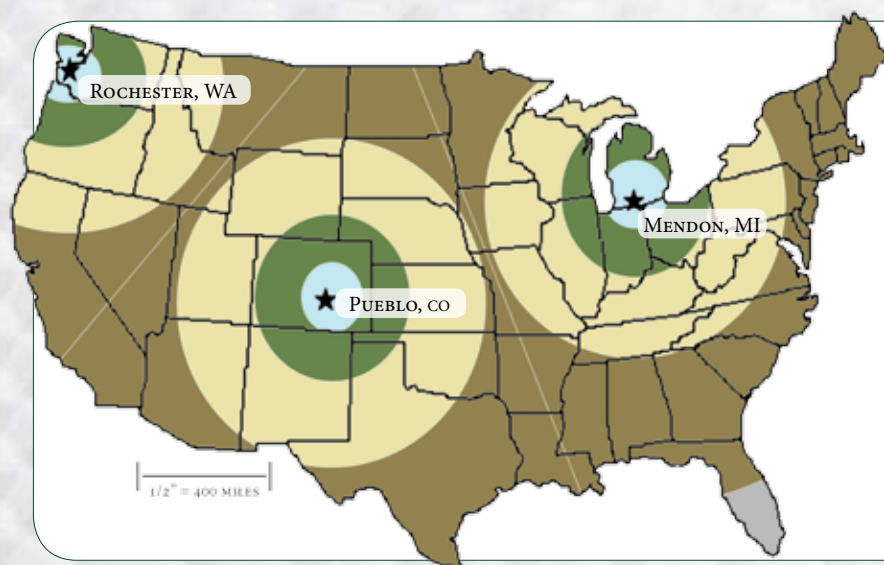 Rochester, WA
Mendon, MI
Pueblo, CO
1/2" = 400 MILES